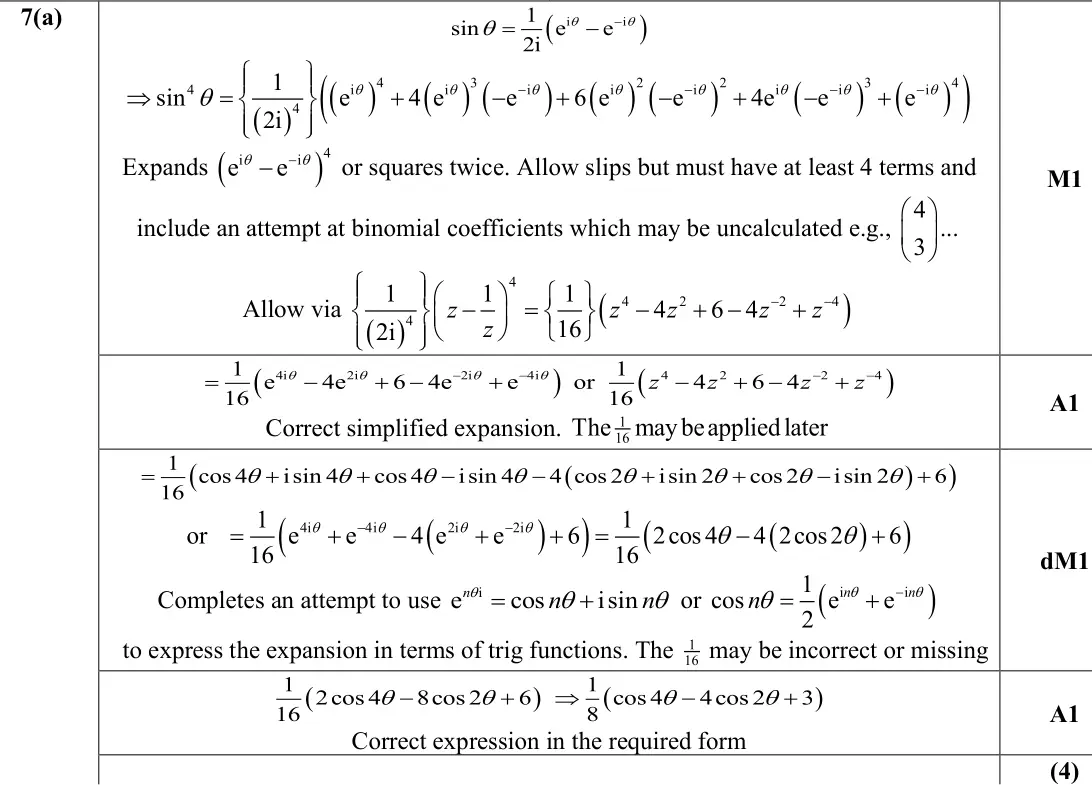 7(a)
sin θ = 1/2i (e^{iθ} − e^{−iθ})
⇒ sin⁴ θ = {1/(2i)⁴} ((e^{iθ})⁴ + 4(e^{iθ})³(−e^{−iθ}) + 6(e^{iθ})²(−e^{−iθ})² + 4e^{iθ}(−e^{−iθ})³ + (e^{−iθ})⁴)
Expands (e^{iθ} − e^{−iθ})⁴ or squares twice. Allow slips but must have at least 4 terms and
include an attempt at binomial coefficients which may be uncalculated e.g., (4 3)...
Allow via {1/(2i)⁴} (z − 1/z)⁴ = {1/16} (z⁴ − 4z² + 6 − 4z⁻² + z⁻⁴)
M1
= 1/16 (e^{4iθ} − 4e^{2iθ} + 6 − 4e^{−2iθ} + e^{−4iθ}) or 1/16 (z⁴ − 4z² + 6 − 4z⁻² + z⁻⁴)
Correct simplified expansion. The 1/16 may be applied later
A1
= 1/16 (cos 4θ + i sin 4θ + cos 4θ − i sin 4θ − 4(cos 2θ + i sin 2θ + cos 2θ − i sin 2θ) + 6)
or = 1/16 (e^{4iθ} + e^{−4iθ} − 4(e^{2iθ} + e^{−2iθ}) + 6) = 1/16 (2cos 4θ − 4(2cos 2θ) + 6)
Completes an attempt to use e^{nθi} = cos nθ + i sin nθ or cos nθ = 1/2 (e^{inθ} + e^{−inθ})
to express the expansion in terms of trig functions. The 1/16 may be incorrect or missing
dM1
1/16 (2cos 4θ − 8cos 2θ + 6) ⇒ 1/8 (cos 4θ − 4cos 2θ + 3)
Correct expression in the required form
A1
(4)